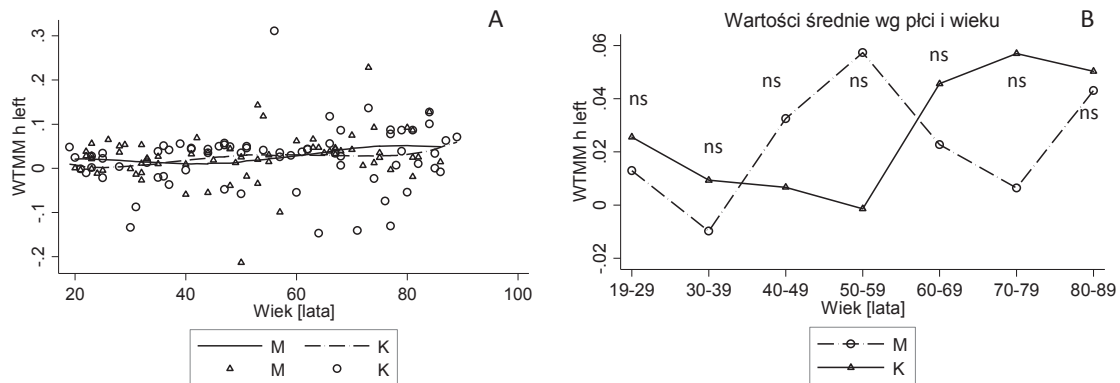 A
WTMM h left
.3
.2
.1
0
-.1
-.2
20
40
60
80
100
Wiek [lata]
M
K
M
K
Wartości średnie wg płci i wieku
B
WTMM h left
.06
.04
.02
0
-.02
ns
ns
ns
ns
ns
ns
ns
19-29
30-39
40-49
50-59
60-69
70-79
80-89
Wiek [lata]
M
K